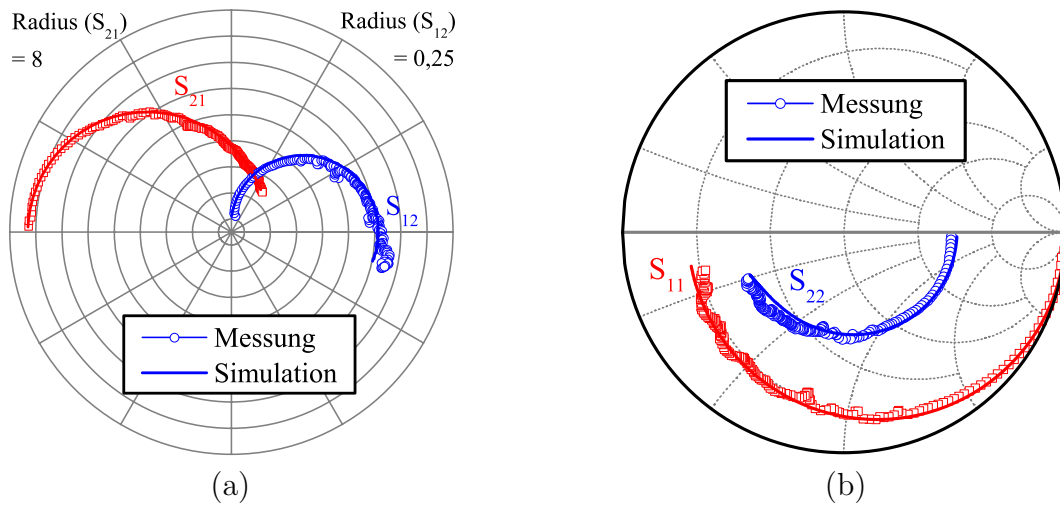 Radius (S21)
= 8
Radius (S12)
= 0,25
S21
S12
Messung
Simulation
(a)
Messung
Simulation
S11
S22
(b)